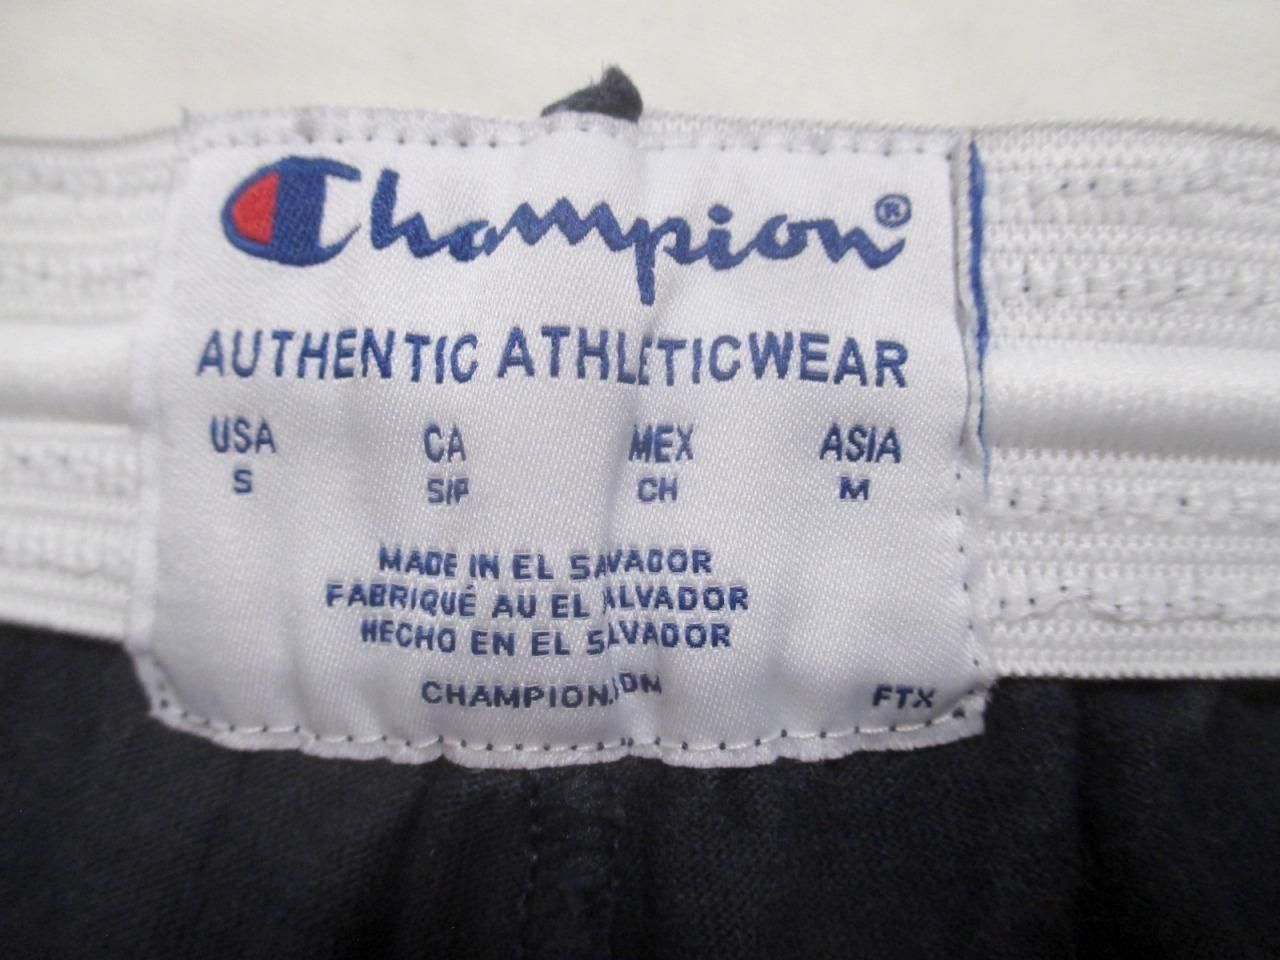 Champion®
AUTHENTIC ATHLETICWEAR
USA CA MEX ASIA
S S/P CH M
MADE IN EL SALVADOR
FABRIQUÉ AU EL SALVADOR
HECHO EN EL SALVADOR
CHAMPION.COM FTX